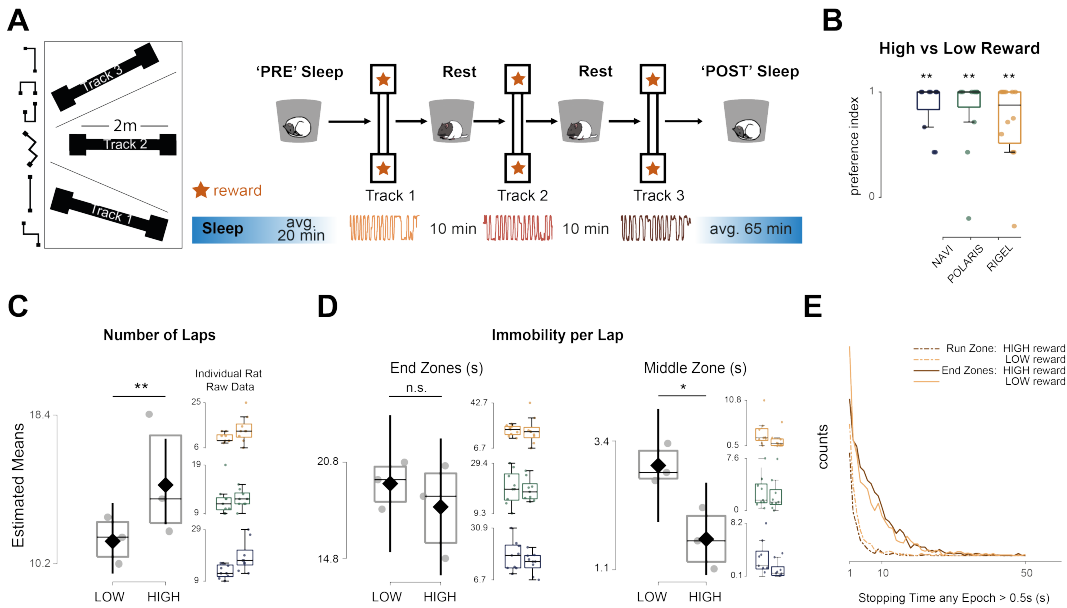 A
Track 3
2m
Track 2
Track 1
'PRE' Sleep
Rest
Rest
'POST' Sleep
Track 1
Track 2
Track 3
reward
Sleep
avg.
20 min
10 min
10 min
avg. 65 min
B
High vs Low Reward
** ** **
preference index
1
0
NAVI
POLARIS
RIGEL
C
Number of Laps
**
Estimated Means
18.4
10.2
LOW
HIGH
Individual Rat
Raw Data
25
6
19
9
29
9
D
Immobility per Lap
End Zones (s)
n.s.
20.8
14.8
LOW
HIGH
42.7
6.7
29.4
9.3
30.9
6.7
Middle Zone (s)
*
3.4
1.1
LOW
HIGH
10.8
0.5
7.6
0
8.2
0.1
E
Run Zone: HIGH reward
LOW reward
End Zones: HIGH reward
LOW reward
counts
1
10
50
Stopping Time any Epoch > 0.5s (s)